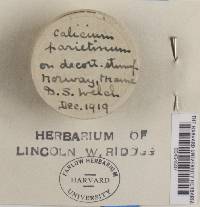 Calicium
parietinum
on decort. stump
Norway, Maine
D. S. Welch
Dec. 1919
HERBARIUM OF
LINCOLN W. RIDDLE
FARLOW HERBARIUM
HARVARD
UNIVERSITY